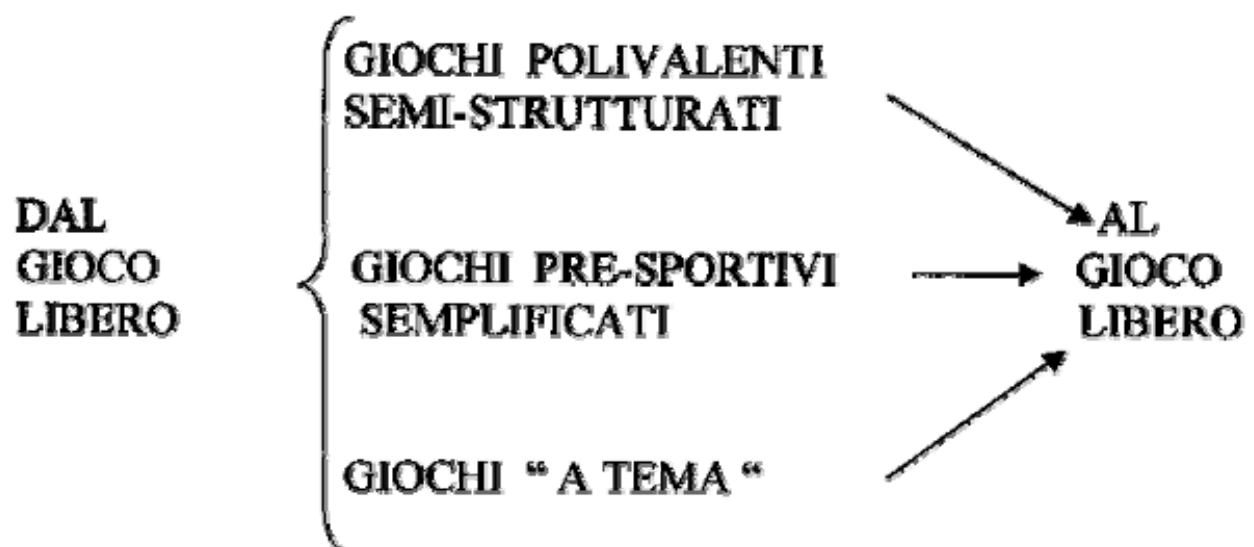 DAL
GIOCO
LIBERO
GIOCHI POLIVALENTI
SEMI-STRUTTURATI
GIOCHI PRE-SPORTIVI
SEMPLIFICATI
GIOCHI “ A TEMA “
AL
GIOCO
LIBERO